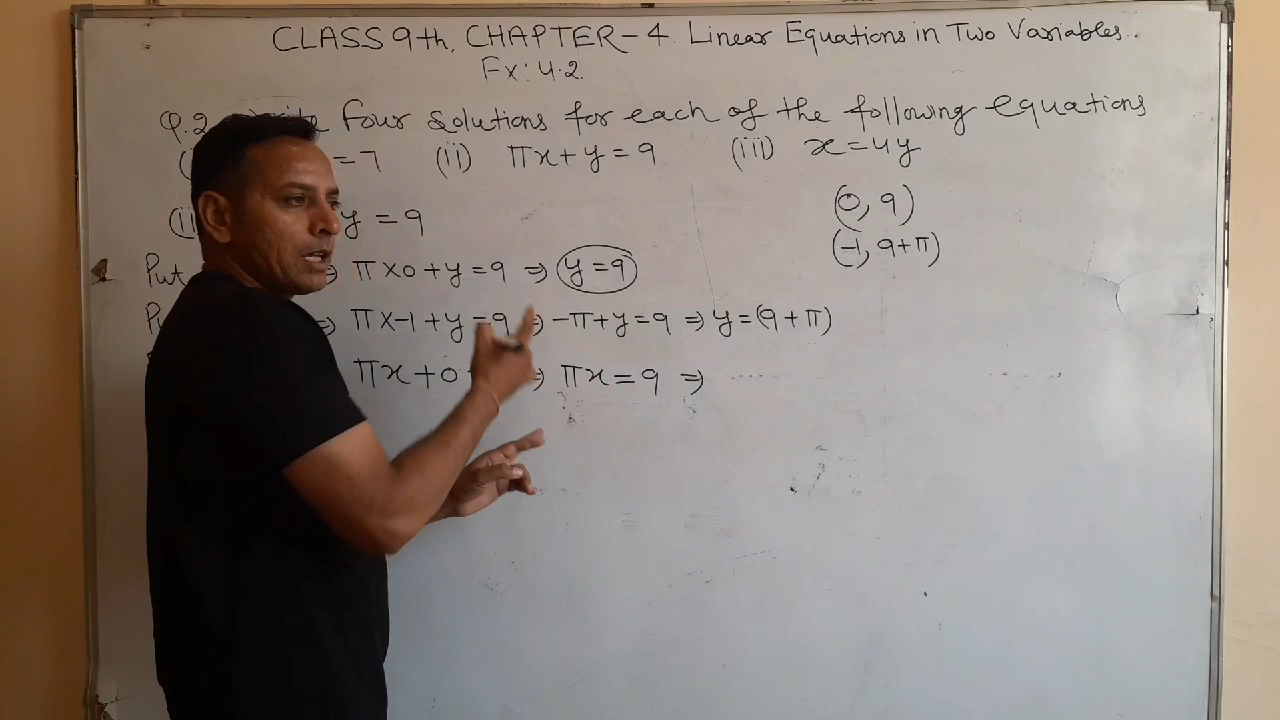 CLASS 9th, CHAPTER-4. Linear Equations in Two Variables..
Ex: 4.2.
Q.2 Four solutions for each of the following equations
= 7 (ii) πx+y=9 (iii) x=4y
y = 9 (0, 9)
(-1, 9+π)
Put ⇒ π×0+y=9 ⇒ y=9
⇒ π×-1+y=9 ⇒ -π+y=9 ⇒ y=(9+π)
πx+0 ⇒ πx=9 ⇒